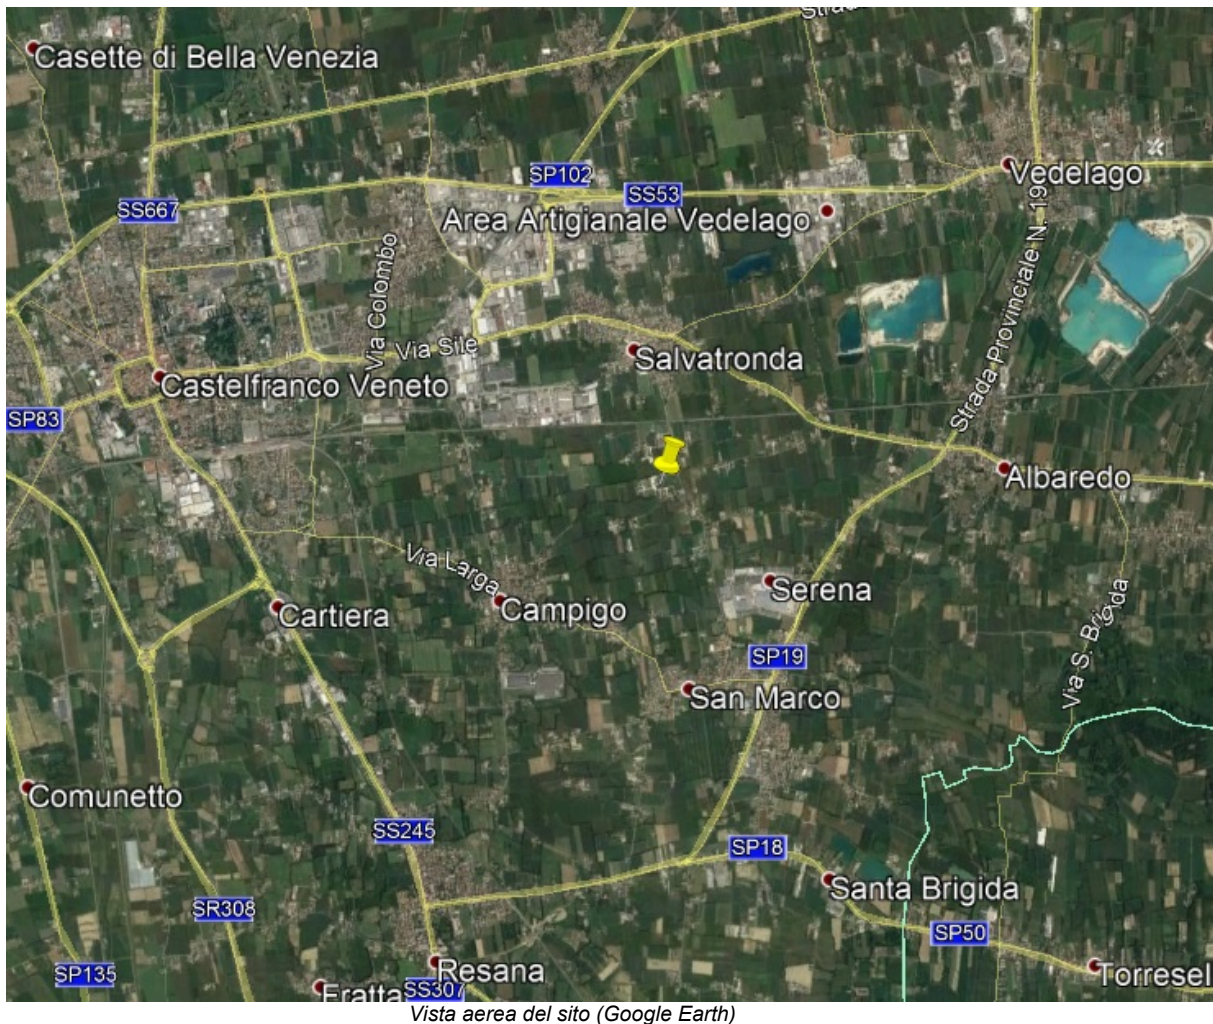 Casette di Bella Venezia
SP102
SS53
Vedelago
SS667
Area Artigianale Vedelago
Strada Provinciale N. 19
Via Colombo
Via Sile
Salvatronda
Castelfranco Veneto
SP83
Albaredo
Via Larga
Serena
Campigo
Cartiera
Via S. Brigida
SP19
San Marco
Comunetto
SS245
SP18
Santa Brigida
SR308
SP50
SP135
Resana
Torresel
Fratta
SS307
Vista aerea del sito (Google Earth)